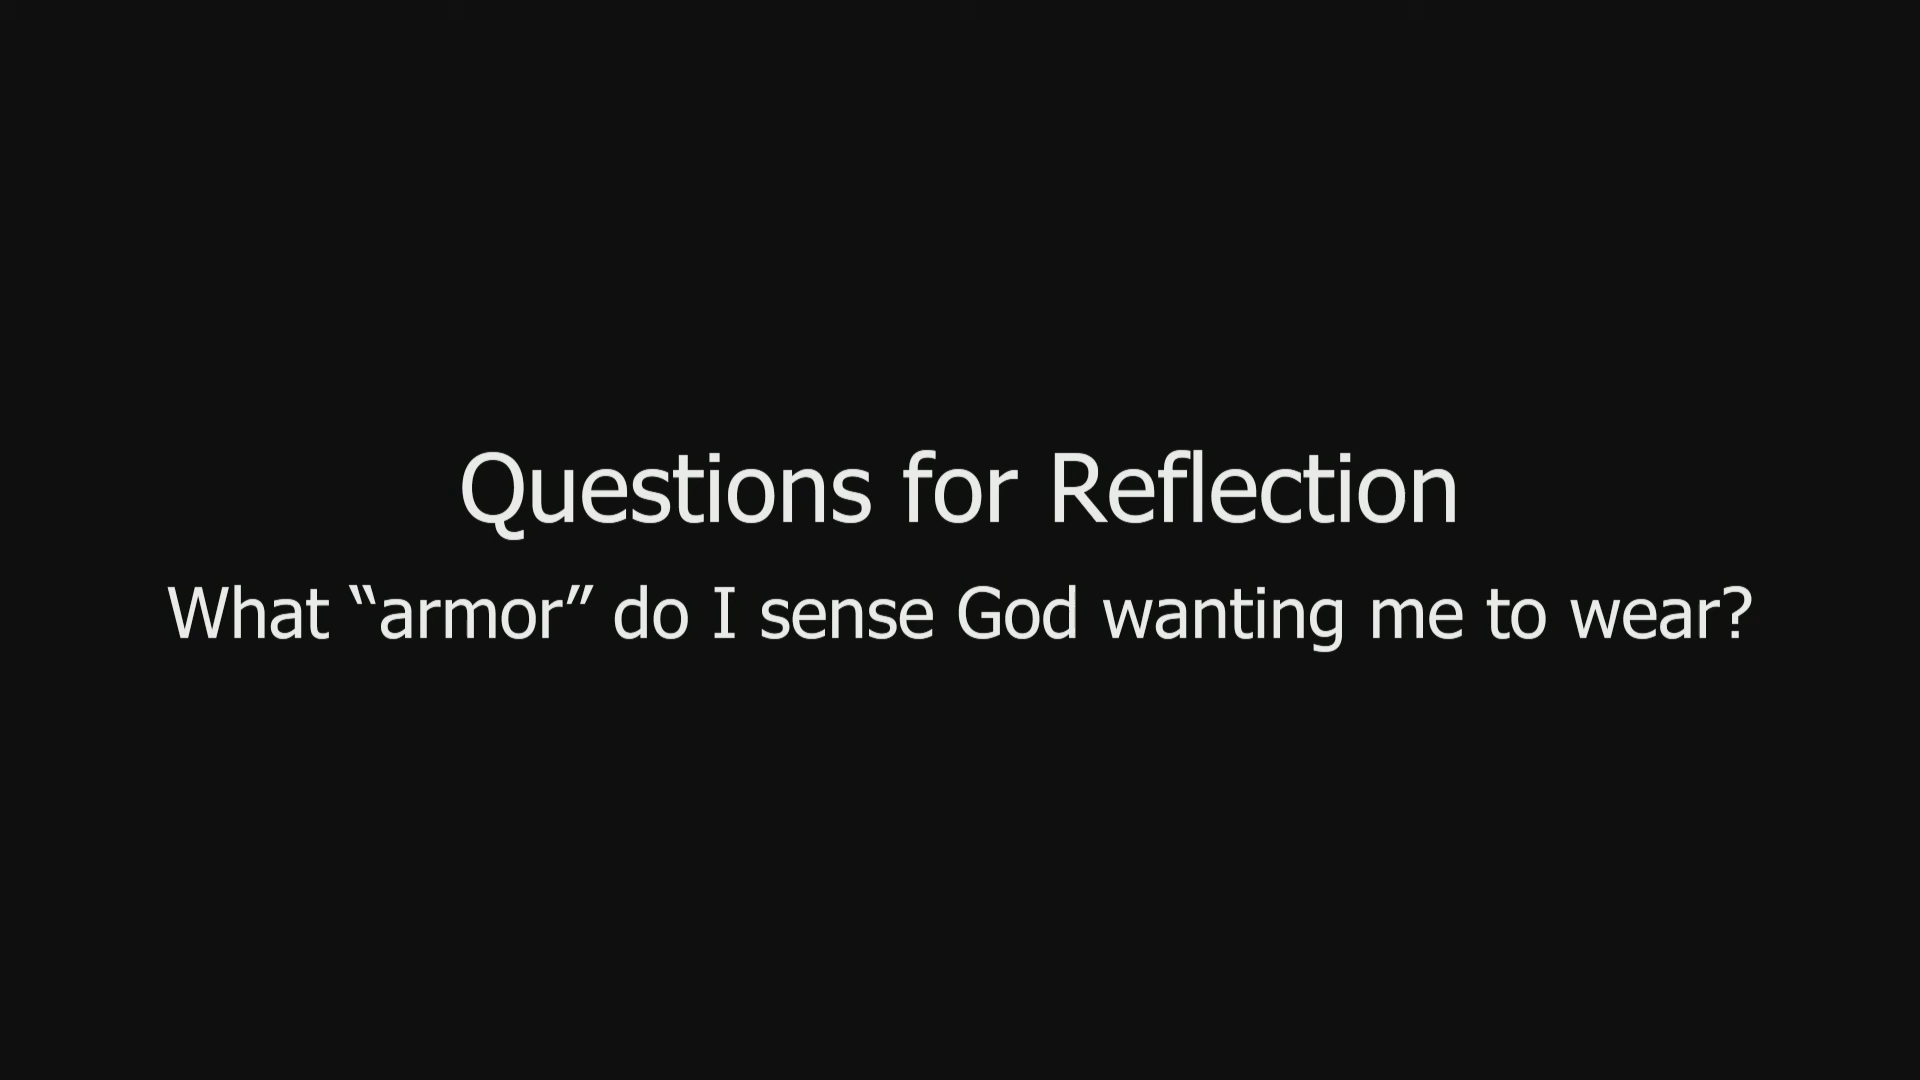 Questions for Reflection
What “armor” do I sense God wanting me to wear?